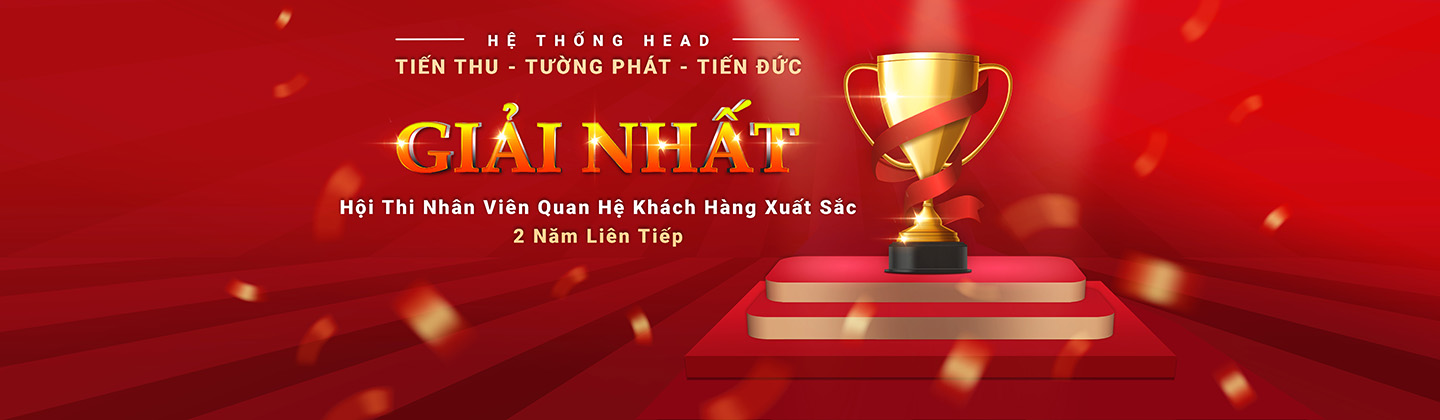 HỆ THỐNG HEAD
TIẾN THU - TƯỜNG PHÁT - TIẾN ĐỨC
GIẢI NHẤT
Hội Thi Nhân Viên Quan Hệ Khách Hàng Xuất Sắc
2 Năm Liên Tiếp